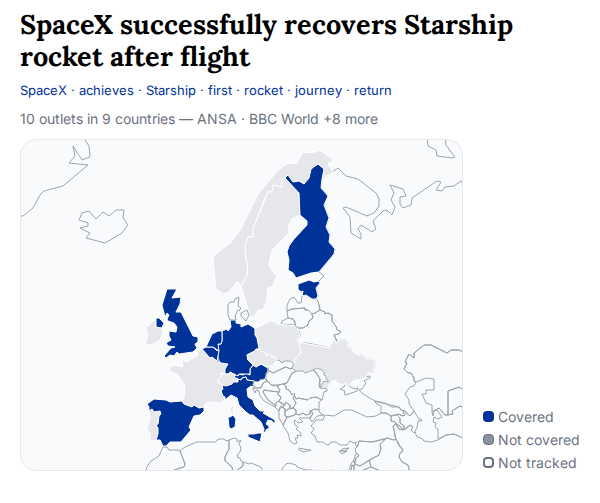 SpaceX successfully recovers Starship
rocket after flight
SpaceX · achieves · Starship · first · rocket · journey · return
10 outlets in 9 countries — ANSA · BBC World +8 more
Covered
Not covered
Not tracked